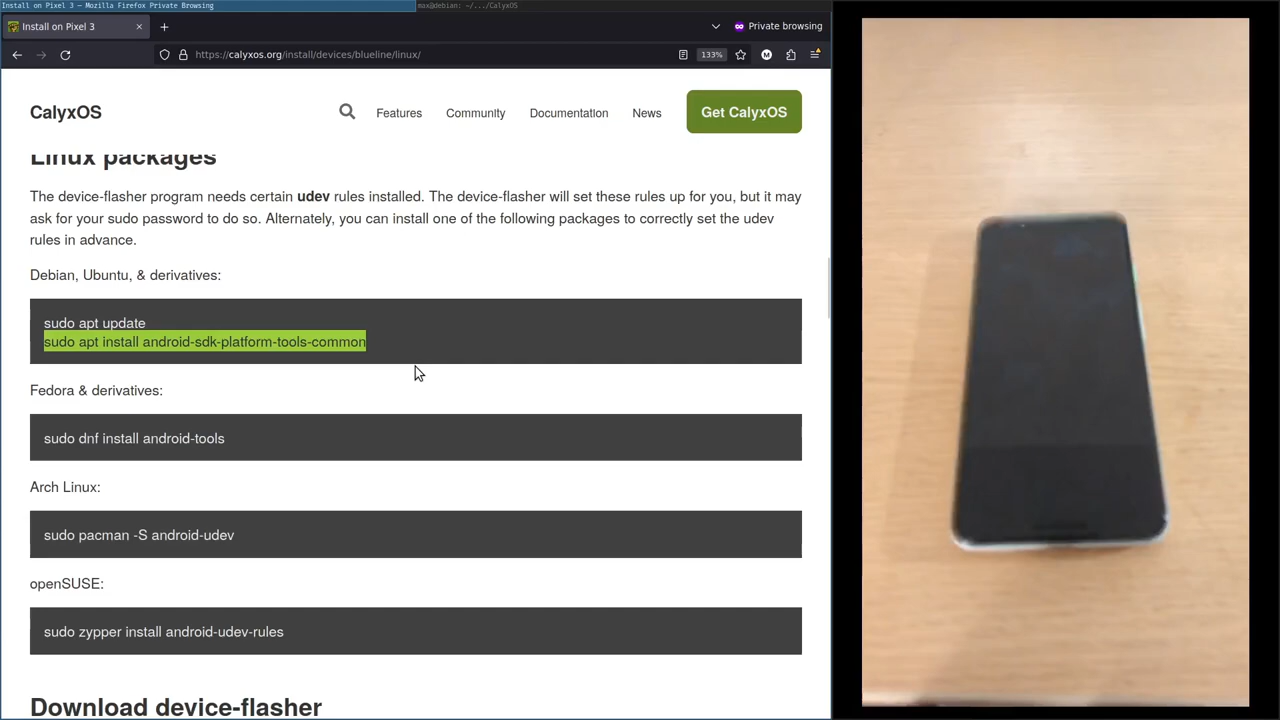 Install on Pixel 3 — Mozilla Firefox Private Browsing
max@debian: ~/.../CalyxOS
Install on Pixel 3
Private browsing
https://calyxos.org/install/devices/blueline/linux/
133%
M
CalyxOS
Features
Community
Documentation
News
Get CalyxOS
Linux packages
The device-flasher program needs certain udev rules installed. The device-flasher will set these rules up for you, but it may
ask for your sudo password to do so. Alternately, you can install one of the following packages to correctly set the udev
rules in advance.
Debian, Ubuntu, & derivatives:
sudo apt update
sudo apt install android-sdk-platform-tools-common
Fedora & derivatives:
sudo dnf install android-tools
Arch Linux:
sudo pacman -S android-udev
openSUSE:
sudo zypper install android-udev-rules
Download device-flasher